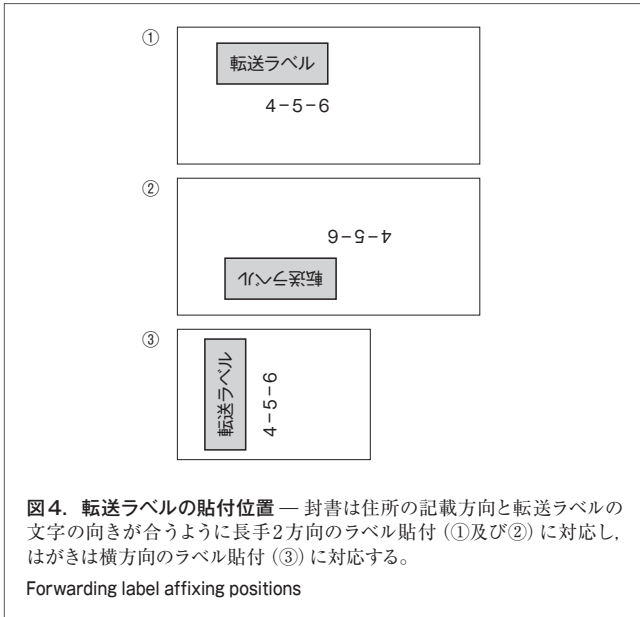 ①
転送ラベル
4-5-6
②
4-5-6
転送ラベル
③
転送ラベル
4-5-6
図4. 転送ラベルの貼付位置 — 封書は住所の記載方向と転送ラベルの
文字の向きが合うように長手2方向のラベル貼付(①及び②)に対応し,
はがきは横方向のラベル貼付(③)に対応する。
Forwarding label affixing positions